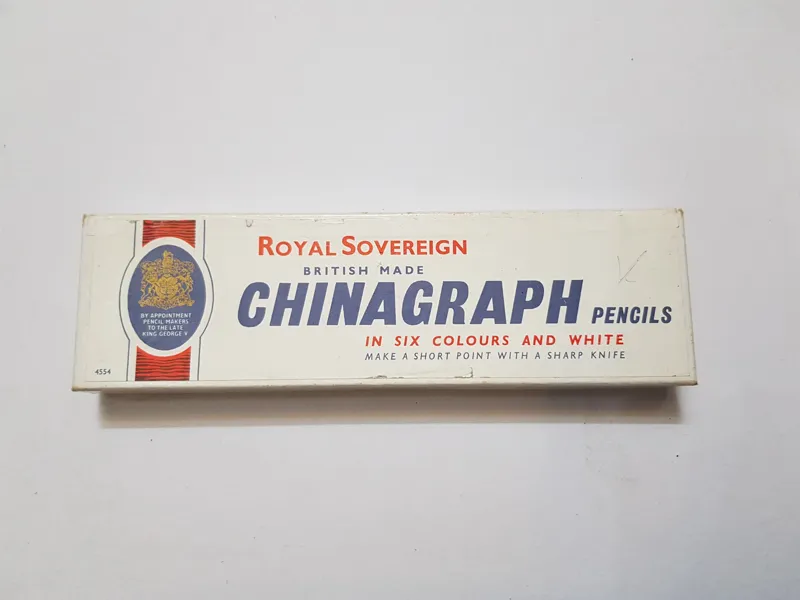 BY APPOINTMENT
PENCIL MAKERS
TO THE LATE
KING GEORGE V
4554
ROYAL SOVEREIGN
BRITISH MADE
CHINAGRAPH PENCILS
IN SIX COLOURS AND WHITE
MAKE A SHORT POINT WITH A SHARP KNIFE